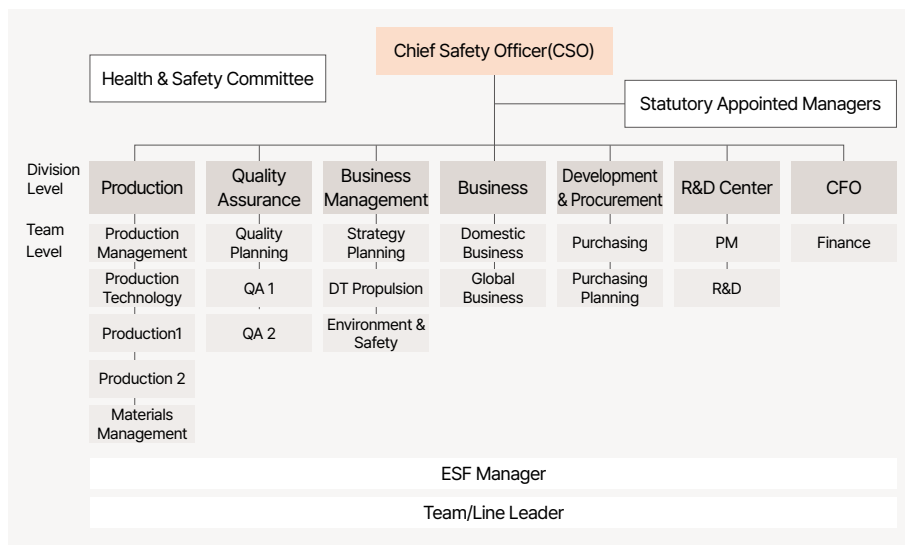 Chief Safety Officer(CSO)
Health & Safety Committee
Statutory Appointed Managers
Division
Level
Production
Quality
Assurance
Business
Management
Business
Development
& Procurement
R&D Center
CFO
Team
Level
Production
Management
Quality
Planning
Strategy
Planning
Domestic
Business
Purchasing
PM
Finance
Production
Technology
QA 1
DT Propulsion
Global
Business
Purchasing
Planning
R&D
Production1
QA 2
Environment &
Safety
Production 2
Materials
Management
ESF Manager
Team/Line Leader